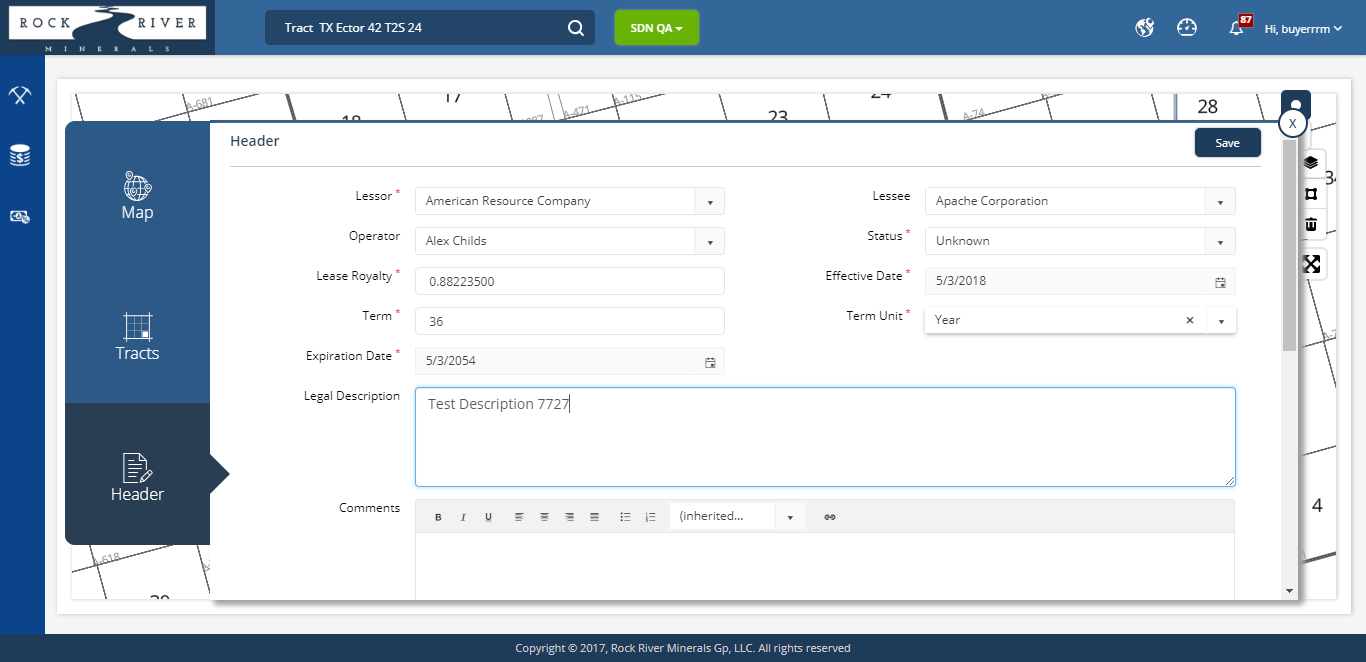 ROCK RIVER
MINERALS
Tract TX Ector 42 T2S 24
SDN QA
87
Hi, buyerrrm
A-681
17
A-471
A-115
23
24
A-74
28
18
X
Header
Save
Map
Lessor *
American Resource Company
Lessee
Apache Corporation
Operator
Alex Childs
Status *
Unknown
Lease Royalty *
0.88223500
Effective Date *
5/3/2018
Term *
36
Term Unit *
Year
×
Tracts
Expiration Date *
5/3/2054
Legal Description
Test Description 7727
Header
Comments
B I U
(inherited...
4
A-618
Copyright © 2017, Rock River Minerals Gp, LLC. All rights reserved